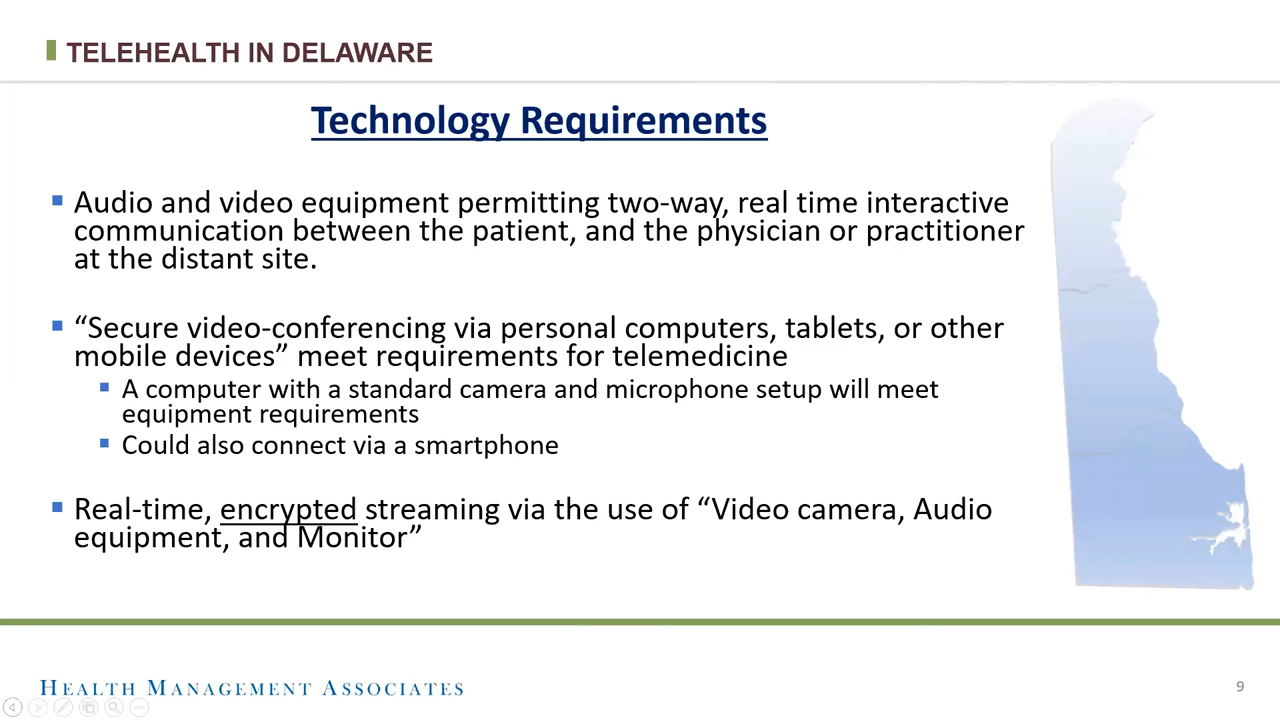 TELEHEALTH IN DELAWARE
Technology Requirements
Audio and video equipment permitting two-way, real time interactive
communication between the patient, and the physician or practitioner
at the distant site.
“Secure video-conferencing via personal computers, tablets, or other
mobile devices” meet requirements for telemedicine
A computer with a standard camera and microphone setup will meet
equipment requirements
Could also connect via a smartphone
Real-time, encrypted streaming via the use of “Video camera, Audio
equipment, and Monitor”
HEALTH MANAGEMENT ASSOCIATES
9